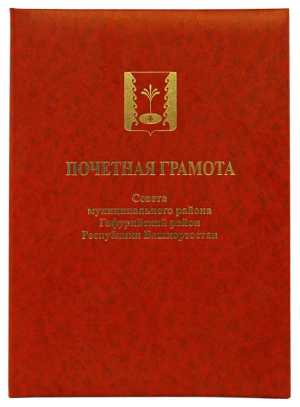 ПОЧЕТНАЯ ГРАМОТА
Совета
муниципального района
Гафурийский район
Республики Башкортостан